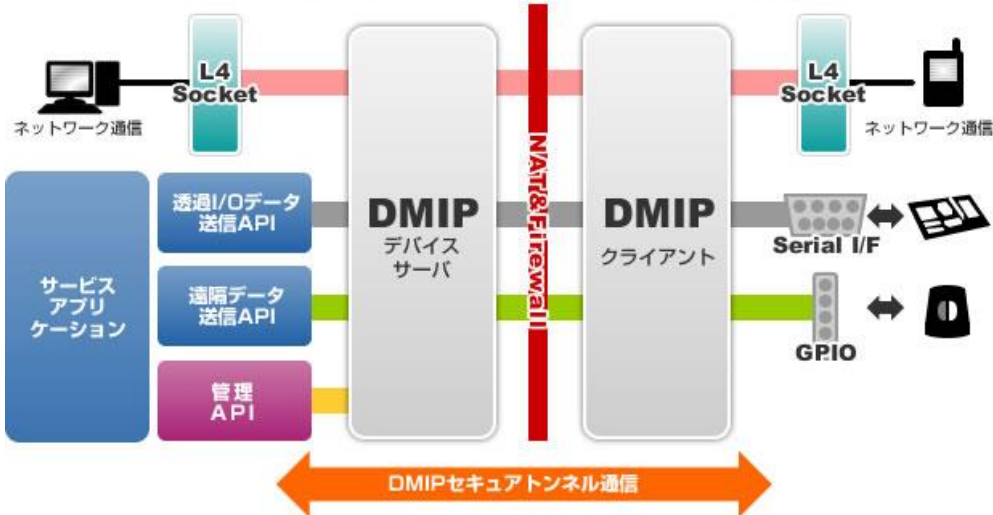 L4
Socket
L4
Socket
ネットワーク通信
ネットワーク通信
NAT&Firewall
サービス
アプリ
ケーション
透過I/Oデータ
送信API
遠隔データ
送信API
管理
API
DMIP
デバイス
サーバ
DMIP
クライアント
Serial I/F
GPIO
DMIPセキュアトンネル通信